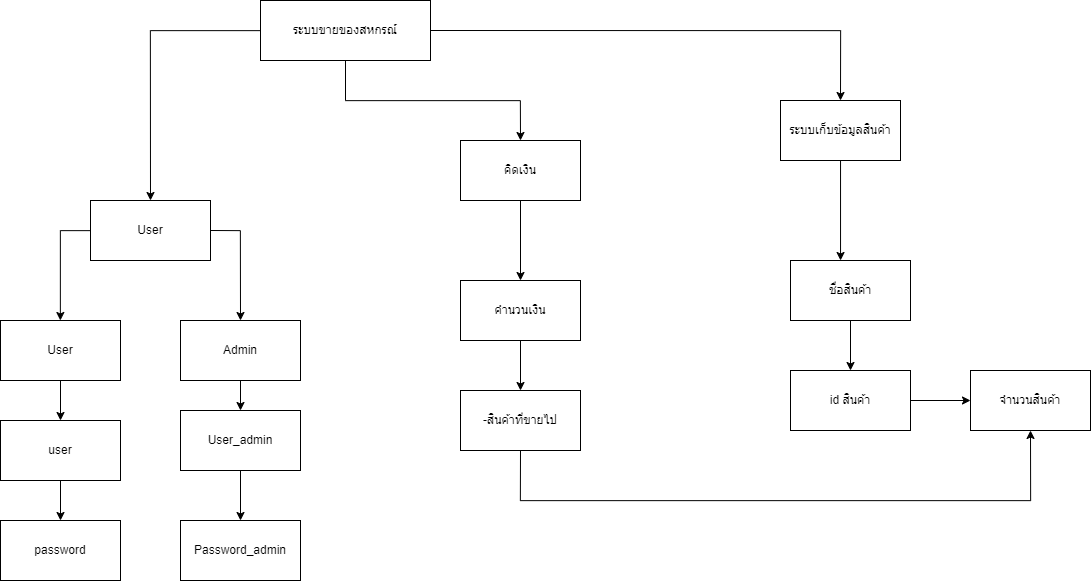 ระบบขายของสหกรณ์
ระบบเก็บข้อมูลสินค้า
คิดเงิน
User
ชื่อสินค้า
คำนวนเงิน
User
Admin
id สินค้า
จำนวนสินค้า
-สินค้าที่ขายไป
User_admin
user
password
Password_admin